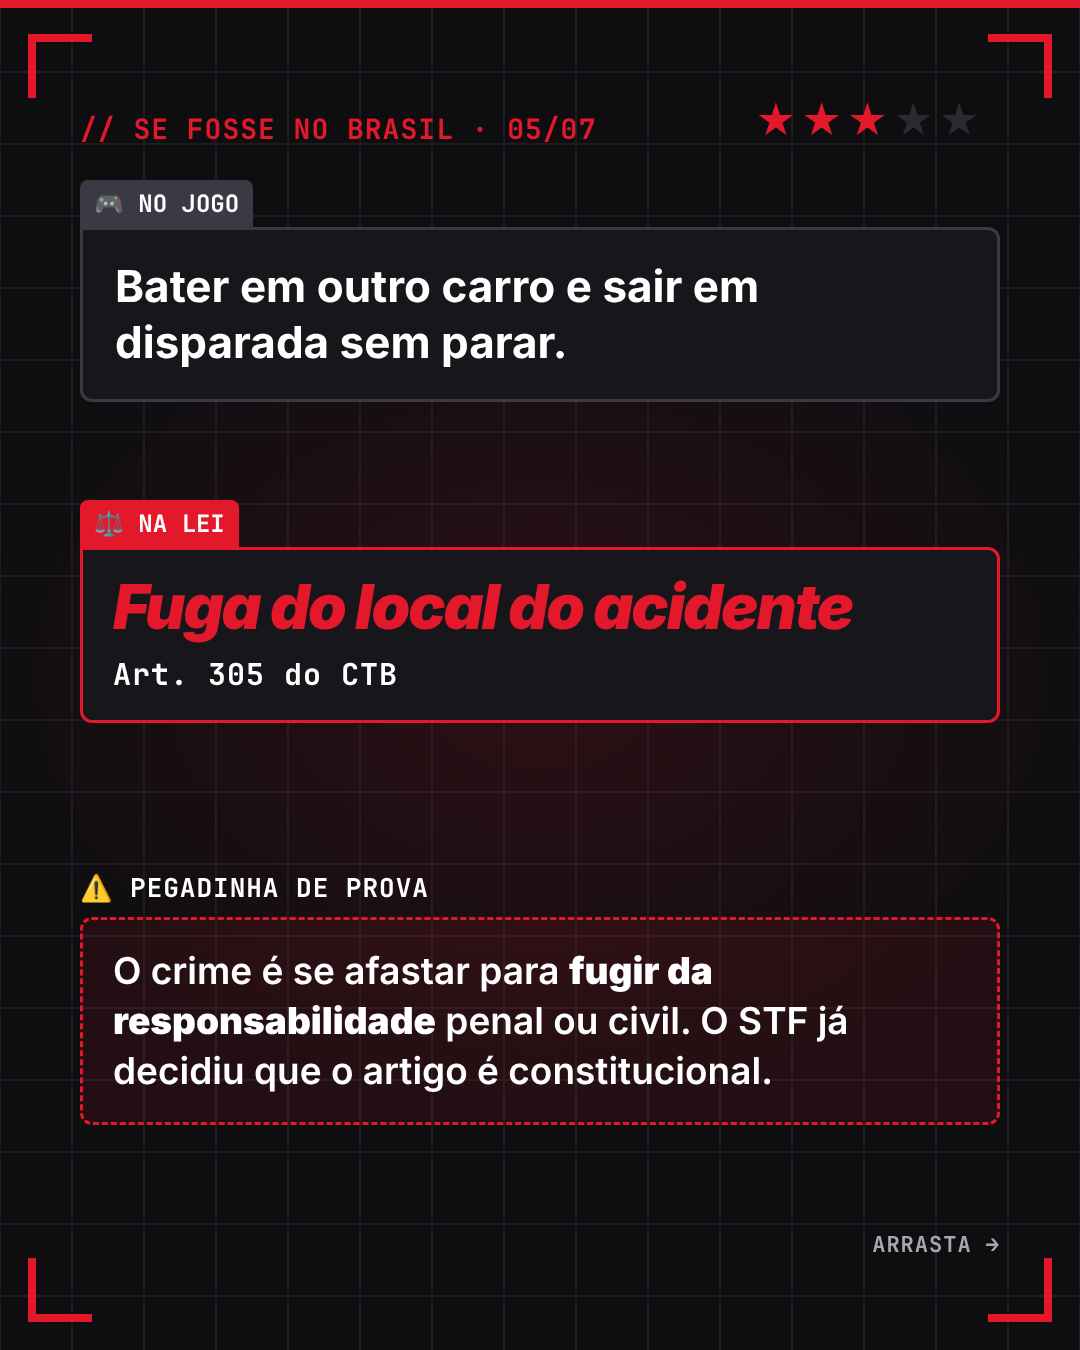 // SE FOSSE NO BRASIL · 05/07
★★★★★
🎮 NO JOGO
Bater em outro carro e sair em
disparada sem parar.
⚖️ NA LEI
Fuga do local do acidente
Art. 305 do CTB
⚠️ PEGADINHA DE PROVA
O crime é se afastar para fugir da
responsabilidade penal ou civil. O STF já
decidiu que o artigo é constitucional.
ARRASTA →